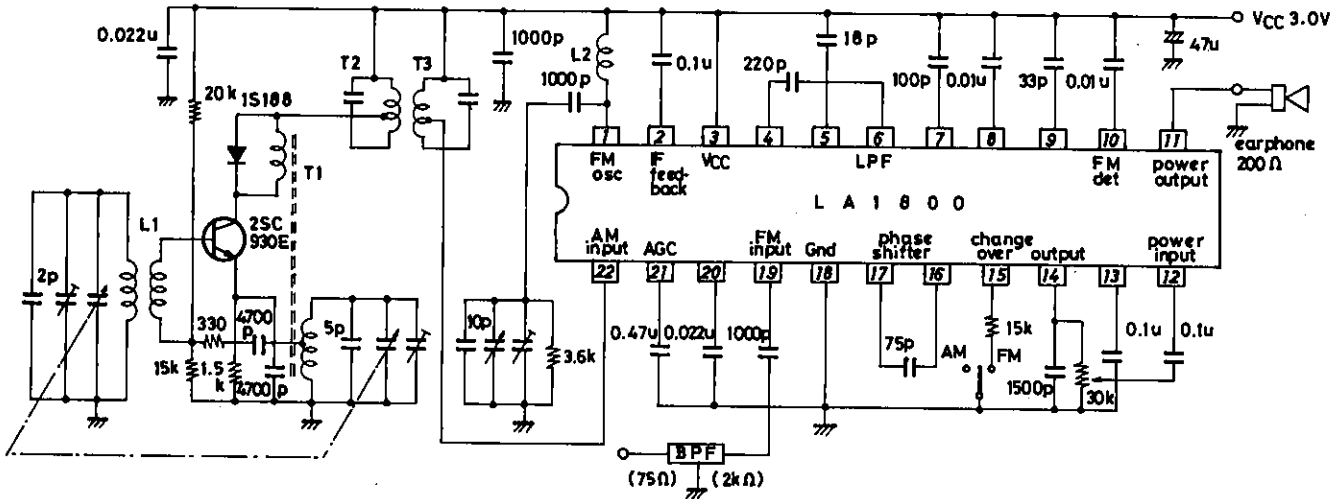 VCC 3.0V
0.022u
20k
1S188
T2
T3
1000p
L2
1000p
0.1u
220p
18p
100p
0.01u
33p
0.01u
47u
earphone
200Ω
1
2
3
4
5
6
7
8
9
10
11
FM
osc
IF
feed-
back
VCC
LPF
FM
det
power
output
LA1800
AM
input
AGC
FM
input
Gnd
phase
shifter
change
over
output
power
input
22
21
20
19
18
17
16
15
14
13
12
T1
L1
2SC
930E
2p
330
4700
p
15k
1.5
k
4700p
5p
10p
3.6k
0.47u
0.022u
1000p
75p
15k
AM
FM
1500p
30k
0.1u
0.1u
BPF
(75Ω)
(2kΩ)